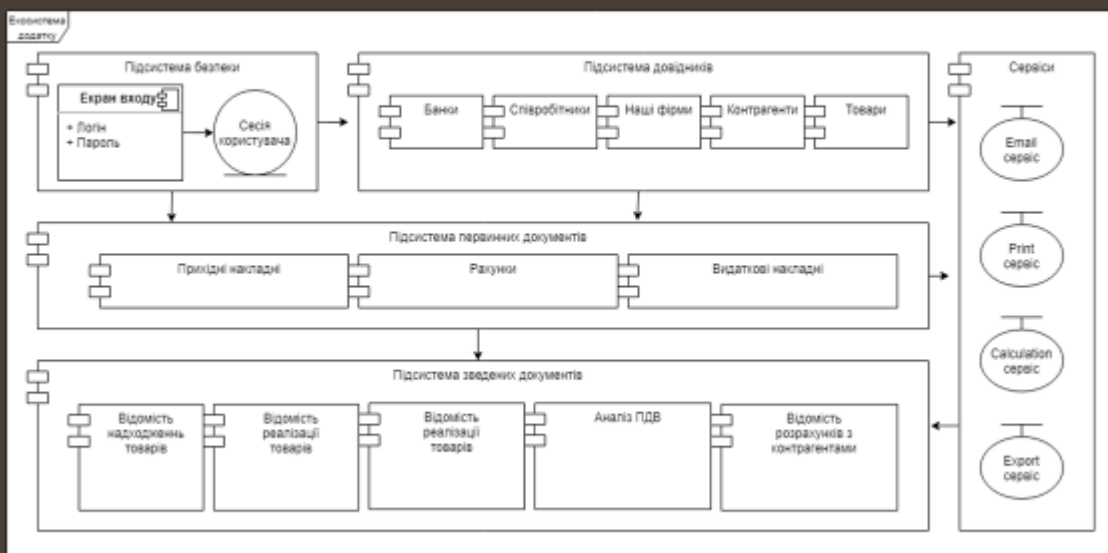 Екосистема
додатку
Підсистема безпеки
Екран входу
+ Логін
+ Пароль
Сесія
користувача
Підсистема довідників
Банки
Співробітники
Наші фірми
Контрагенти
Товари
Сервіси
Email
сервіс
Print
сервіс
Calculation
сервіс
Export
сервіс
Підсистема первинних документів
Прихідні накладні
Рахунки
Видаткові накладні
Підсистема зведених документів
Відомість
надходженнь
товарів
Відомість
реалізації
товарів
Відомість
реалізації
товарів
Аналіз ПДВ
Відомість
розрахунків з
контрагентами